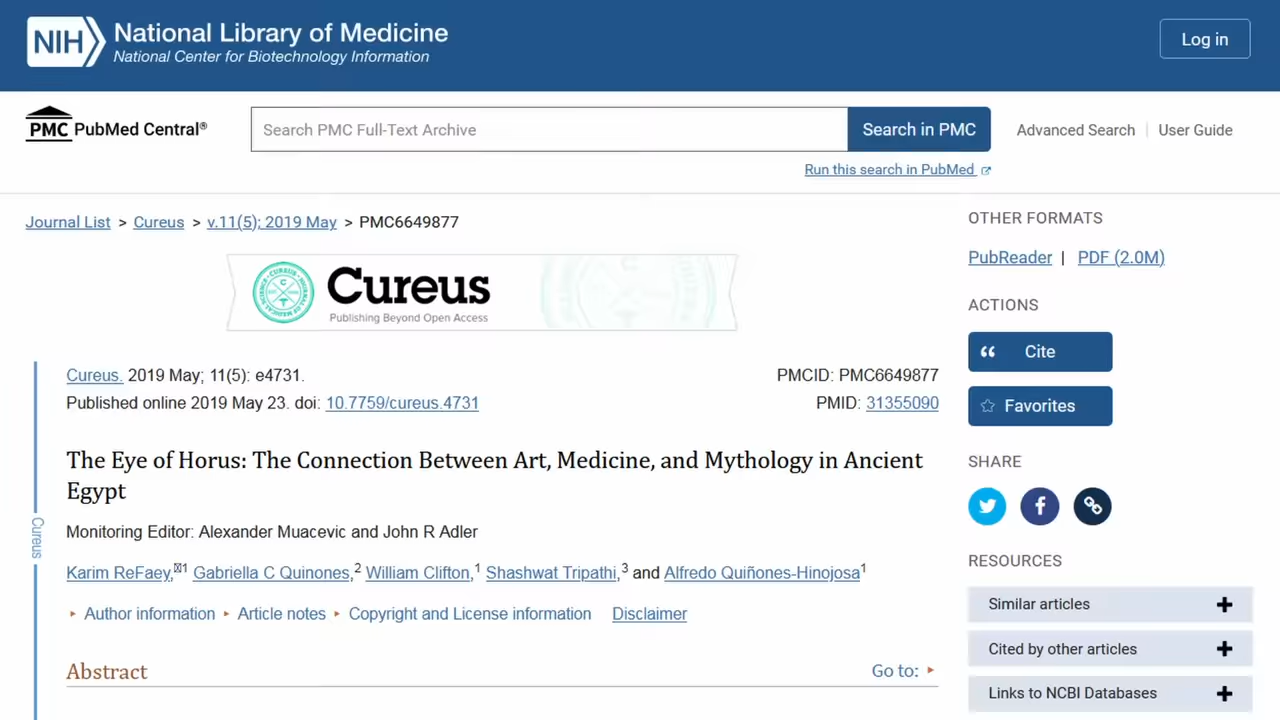 NIH National Library of Medicine
National Center for Biotechnology Information
Log in
PMC PubMed Central®
Search PMC Full-Text Archive
Search in PMC
Advanced Search
User Guide
Run this search in PubMed
Journal List > Cureus > v.11(5); 2019 May > PMC6649877
Cureus
Publishing Beyond Open Access
Cureus. 2019 May; 11(5): e4731.
PMCID: PMC6649877
Published online 2019 May 23. doi: 10.7759/cureus.4731
PMID: 31355090
The Eye of Horus: The Connection Between Art, Medicine, and Mythology in Ancient
Egypt
Monitoring Editor: Alexander Muacevic and John R Adler
Karim ReFaey,1 Gabriella C Quinones,2 William Clifton,1 Shashwat Tripathi,3 and Alfredo Quiñones-Hinojosa1
Author information
Article notes
Copyright and License information
Disclaimer
Cureus
Abstract
Go to:
OTHER FORMATS
PubReader | PDF (2.0M)
ACTIONS
Cite
Favorites
SHARE
RESOURCES
Similar articles
Cited by other articles
Links to NCBI Databases